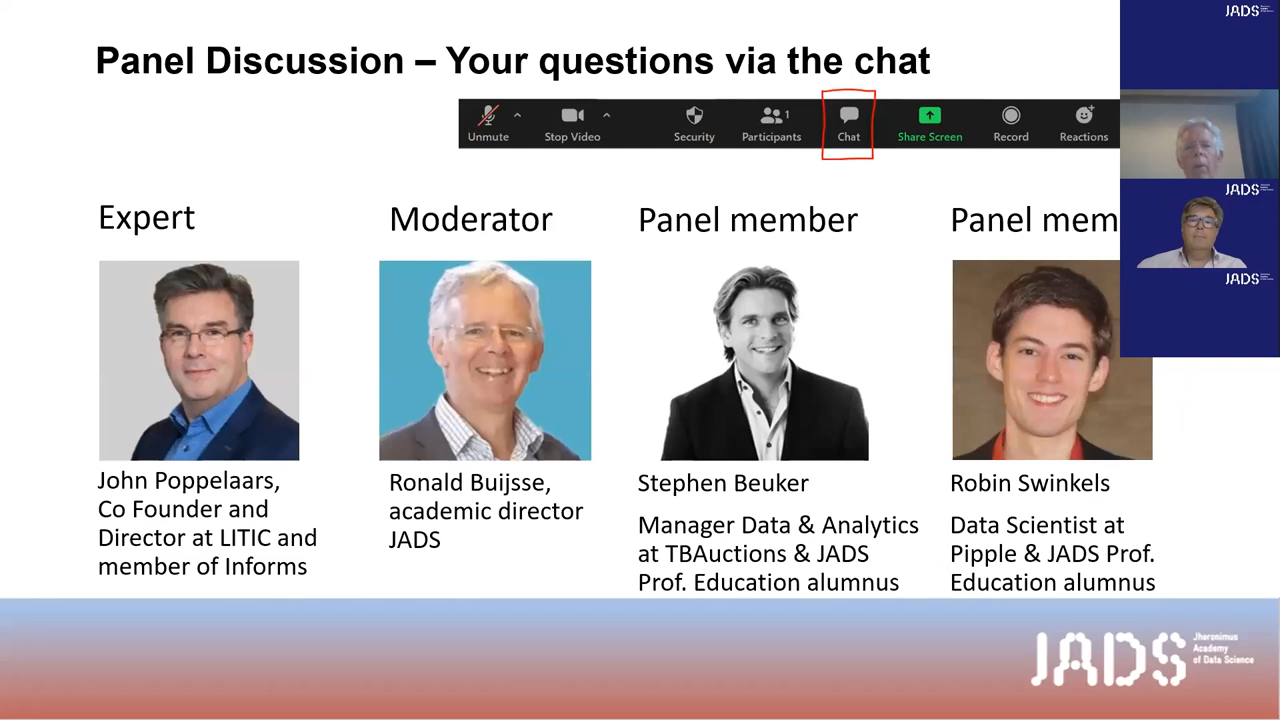 Panel Discussion – Your questions via the chat
Unmute
Stop Video
Security
Participants
1
Chat
Share Screen
Record
Reactions
JADS
JADS
JADS
Expert
Moderator
Panel member
Panel mem
John Poppelaars,
Co Founder and
Director at LITIC and
member of Informs
Ronald Buijsse,
academic director
JADS
Stephen Beuker
Manager Data & Analytics
at TBAuctions & JADS
Prof. Education alumnus
Robin Swinkels
Data Scientist at
Pipple & JADS Prof.
Education alumnus
JADS
Jheronimus
Academy
of Data Science